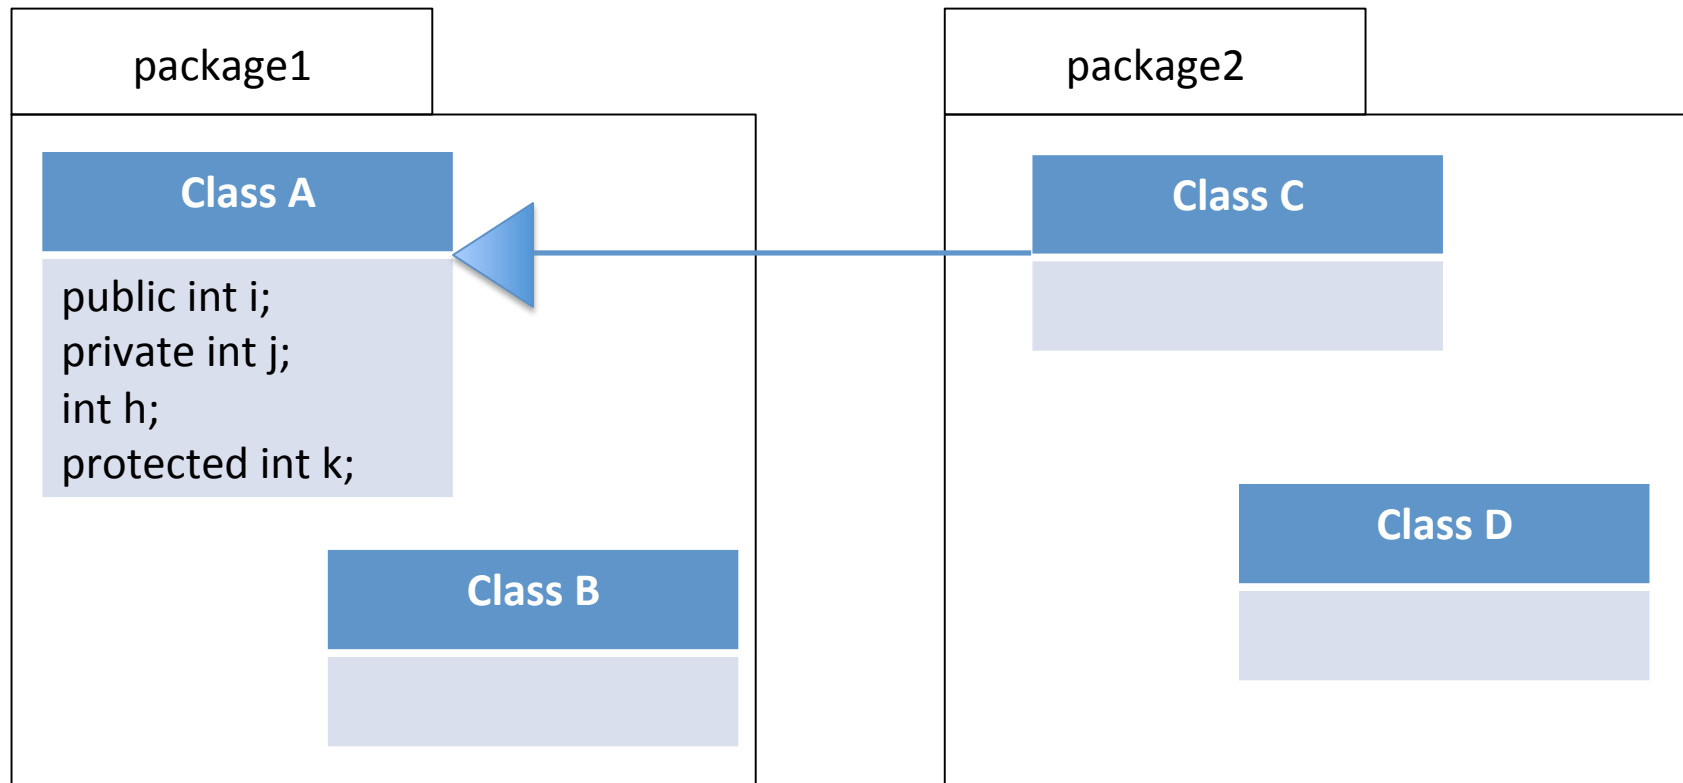 package1
Class A
public int i;
private int j;
int h;
protected int k;
Class B
package2
Class C
Class D